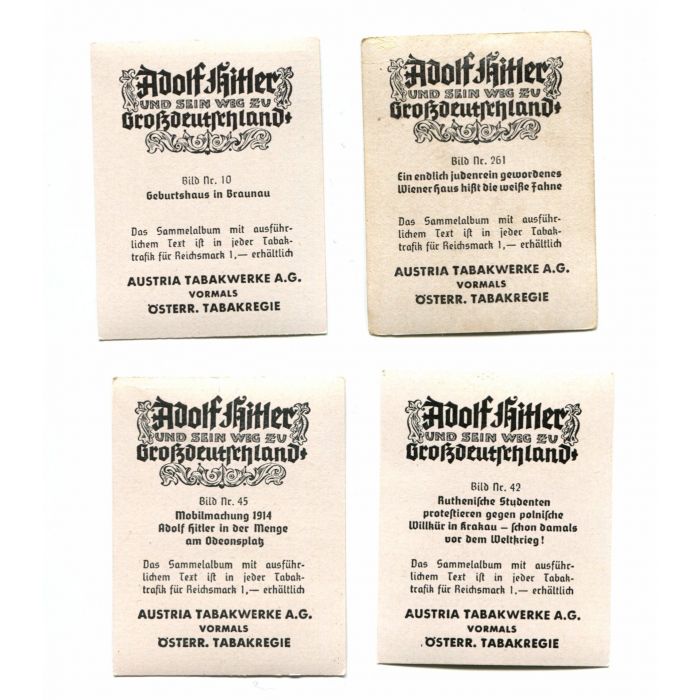 Adolf Hitler
UND SEIN WEG ZU
Großdeutschland
Bild Nr. 10
Geburtshaus in Braunau
Das Sammelalbum mit ausführ-
lichem Text ist in jeder Tabak-
trafik für Reichsmark 1,— erhältlich
AUSTRIA TABAKWERKE A.G.
VORMALS
ÖSTERR. TABAKREGIE
Adolf Hitler
UND SEIN WEG ZU
Großdeutschland
Bild Nr. 261
Ein endlich judenrein gewordenes
Wiener Haus hißt die weiße Fahne
Das Sammelalbum mit ausführ-
lichem Text ist in jeder Tabak-
trafik für Reichsmark 1,— erhältlich
AUSTRIA TABAKWERKE A.G.
VORMALS
ÖSTERR. TABAKREGIE
Adolf Hitler
UND SEIN WEG ZU
Großdeutschland
Bild Nr. 45
Mobilmachung 1914
Adolf Hitler in der Menge
am Odeonsplatz
Das Sammelalbum mit ausführ-
lichem Text ist in jeder Tabak-
trafik für Reichsmark 1,— erhältlich
AUSTRIA TABAKWERKE A.G.
VORMALS
ÖSTERR. TABAKREGIE
Adolf Hitler
UND SEIN WEG ZU
Großdeutschland
Bild Nr. 42
Ruthenische Studenten
protestieren gegen polnische
Willkür in Krakau – schon damals
vor dem Weltkrieg!
Das Sammelalbum mit ausführ-
lichem Text ist in jeder Tabak-
trafik für Reichsmark 1,— erhältlich
AUSTRIA TABAKWERKE A.G.
VORMALS
ÖSTERR. TABAKREGIE